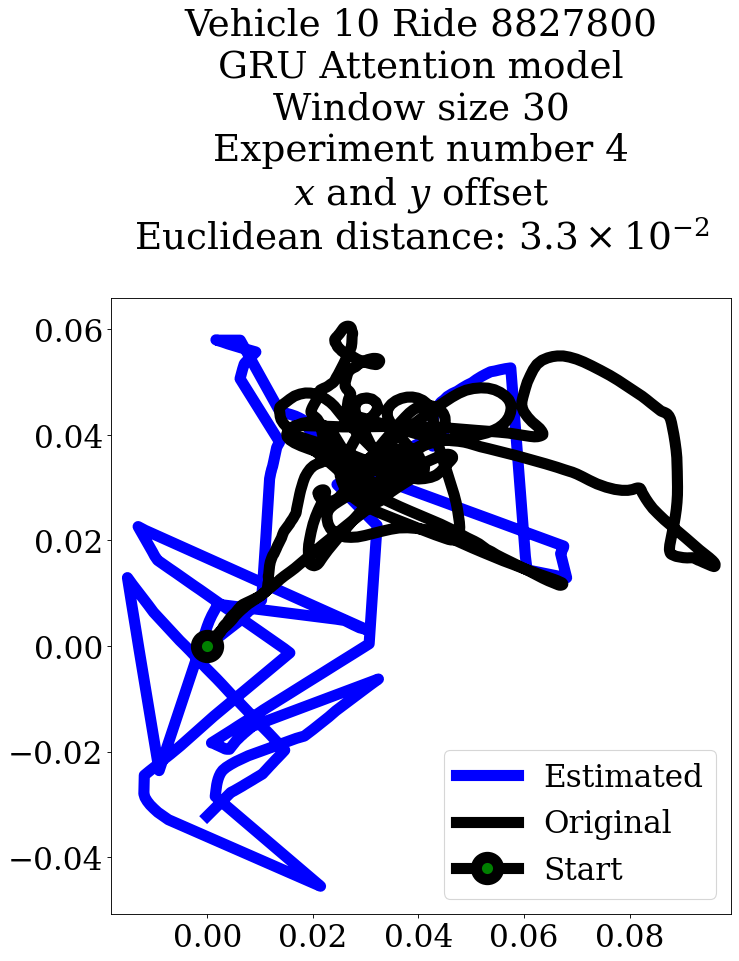 Vehicle 10 Ride 8827800
GRU Attention model
Window size 30
Experiment number 4
x and y offset
Euclidean distance: 3.3 × 10⁻²
0.06
0.04
0.02
0.00
−0.02
−0.04
Estimated
Original
Start
0.00 0.02 0.04 0.06 0.08